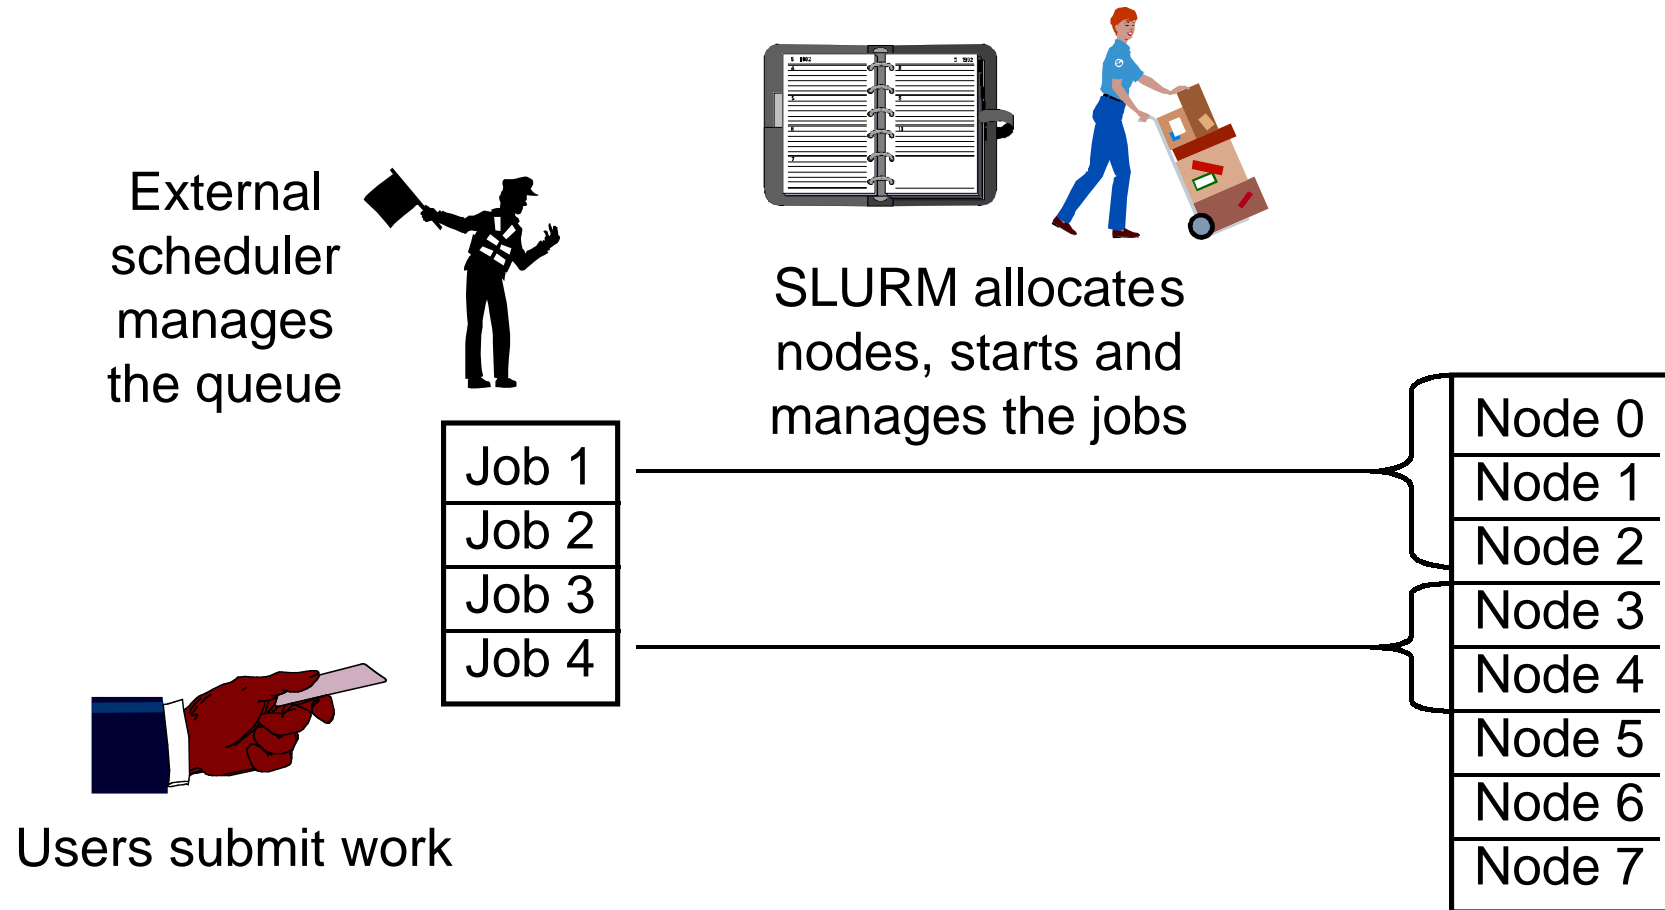 External
scheduler
manages
the queue
SLURM allocates
nodes, starts and
manages the jobs
Job 1
Job 2
Job 3
Job 4
Users submit work
Node 0
Node 1
Node 2
Node 3
Node 4
Node 5
Node 6
Node 7